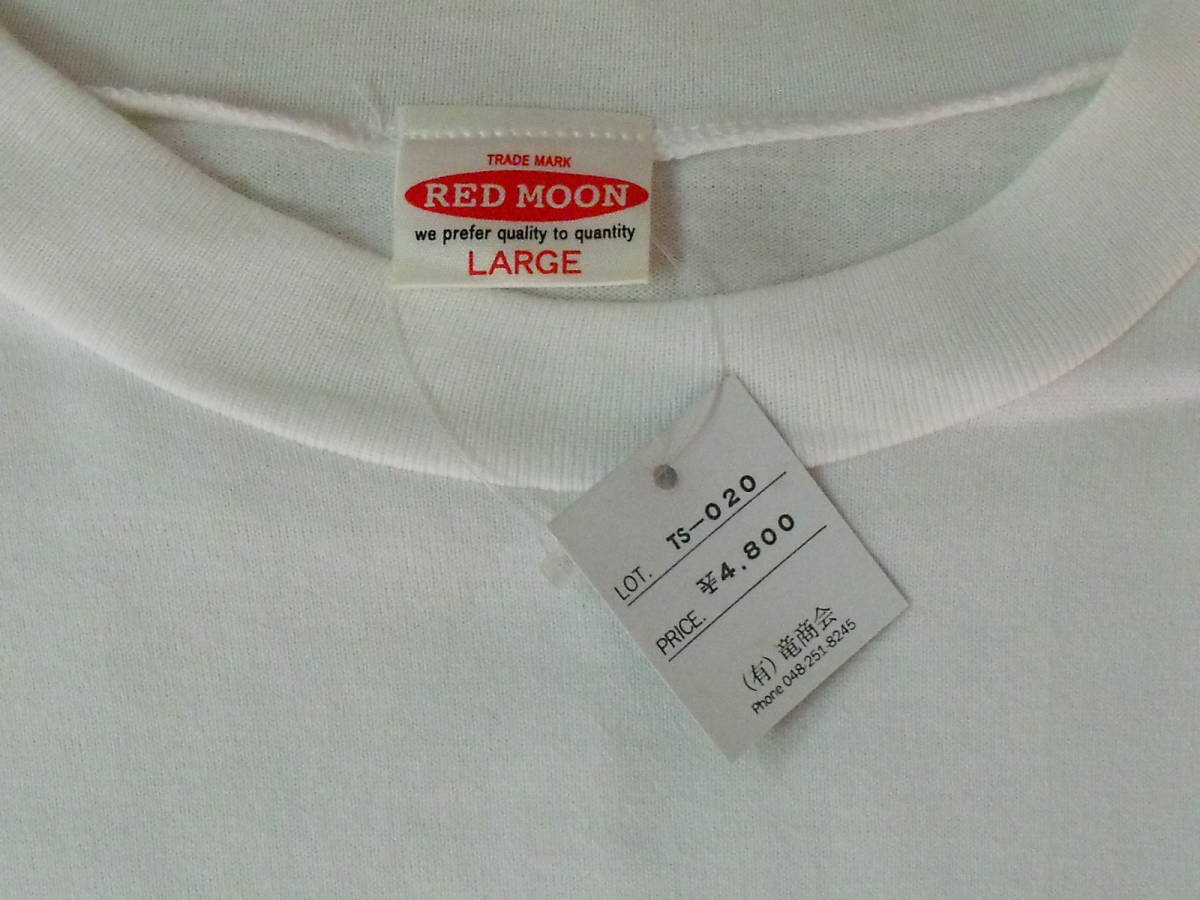 TRADE MARK
RED MOON
we prefer quality to quantity
LARGE
LOT. TS-020
PRICE. ¥4.800
(有)竜商会
Phone 048-251-8245